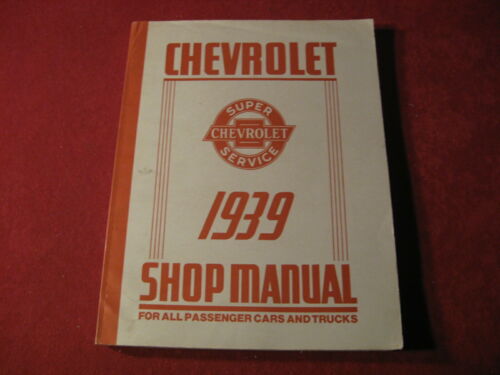 CHEVROLET
SUPER
CHEVROLET
SERVICE
1939
SHOP MANUAL
FOR ALL PASSENGER CARS AND TRUCKS